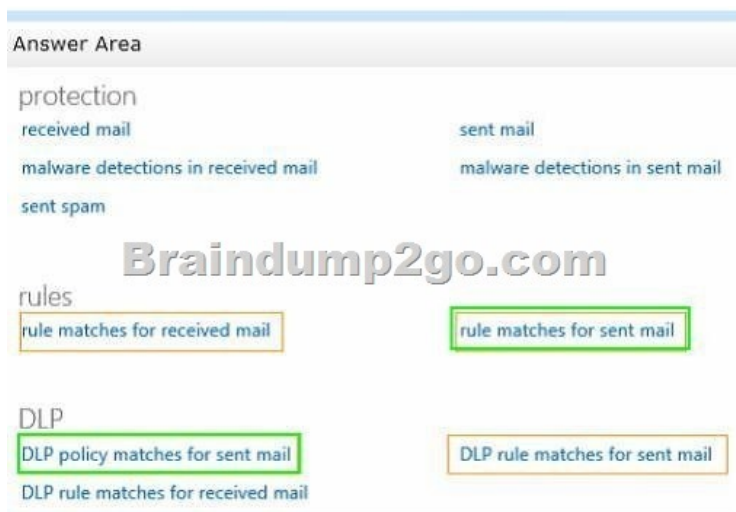 Answer Area
protection
received mail
sent mail
malware detections in received mail
malware detections in sent mail
sent spam
Braindump2go.com
rules
rule matches for received mail
rule matches for sent mail
DLP
DLP policy matches for sent mail
DLP rule matches for sent mail
DLP rule matches for received mail